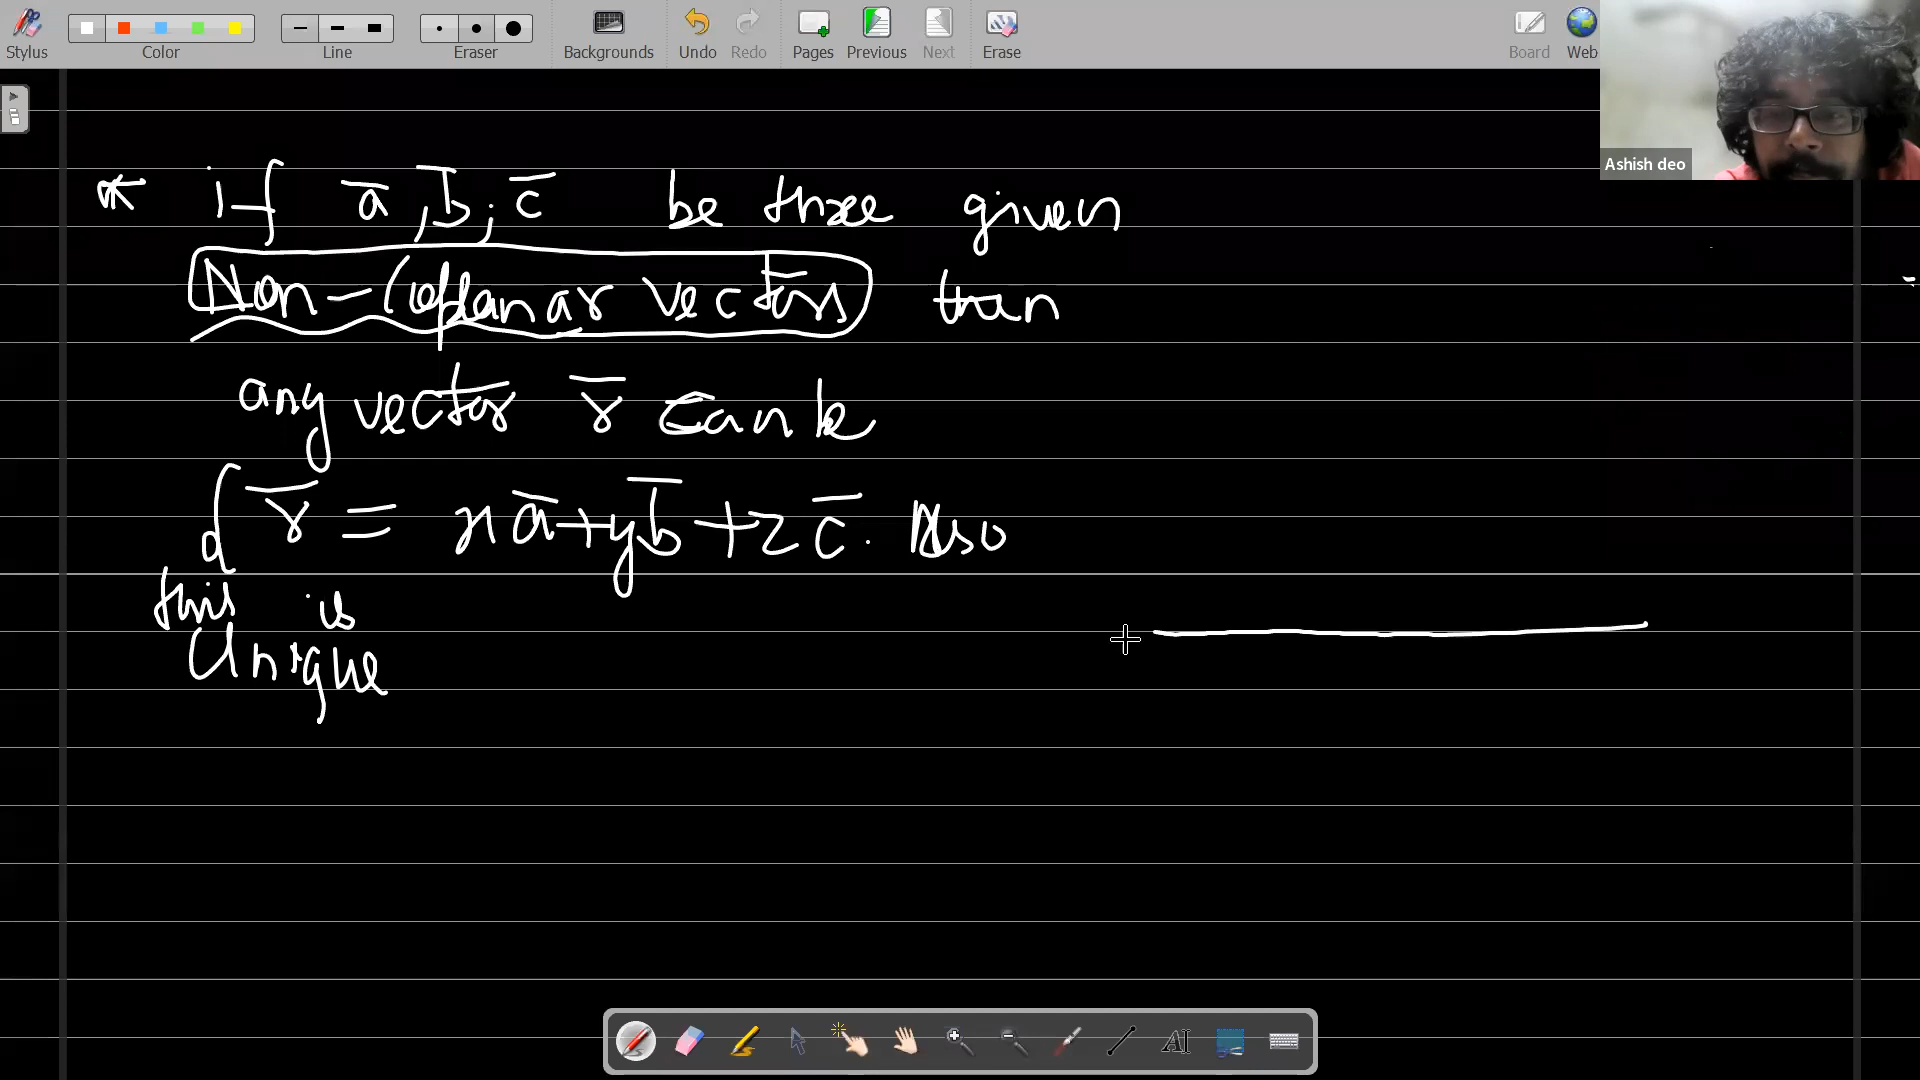 Stylus Color Line Eraser Backgrounds Undo Redo Pages Previous Next Erase Board Web
Ashish deo
* if a̅, b̅, c̅ be three given
Non-Coplanar vectors then
any vector r̅ can be
r̅ = xa̅+yb̅+zc̅. Also
this is
Unique